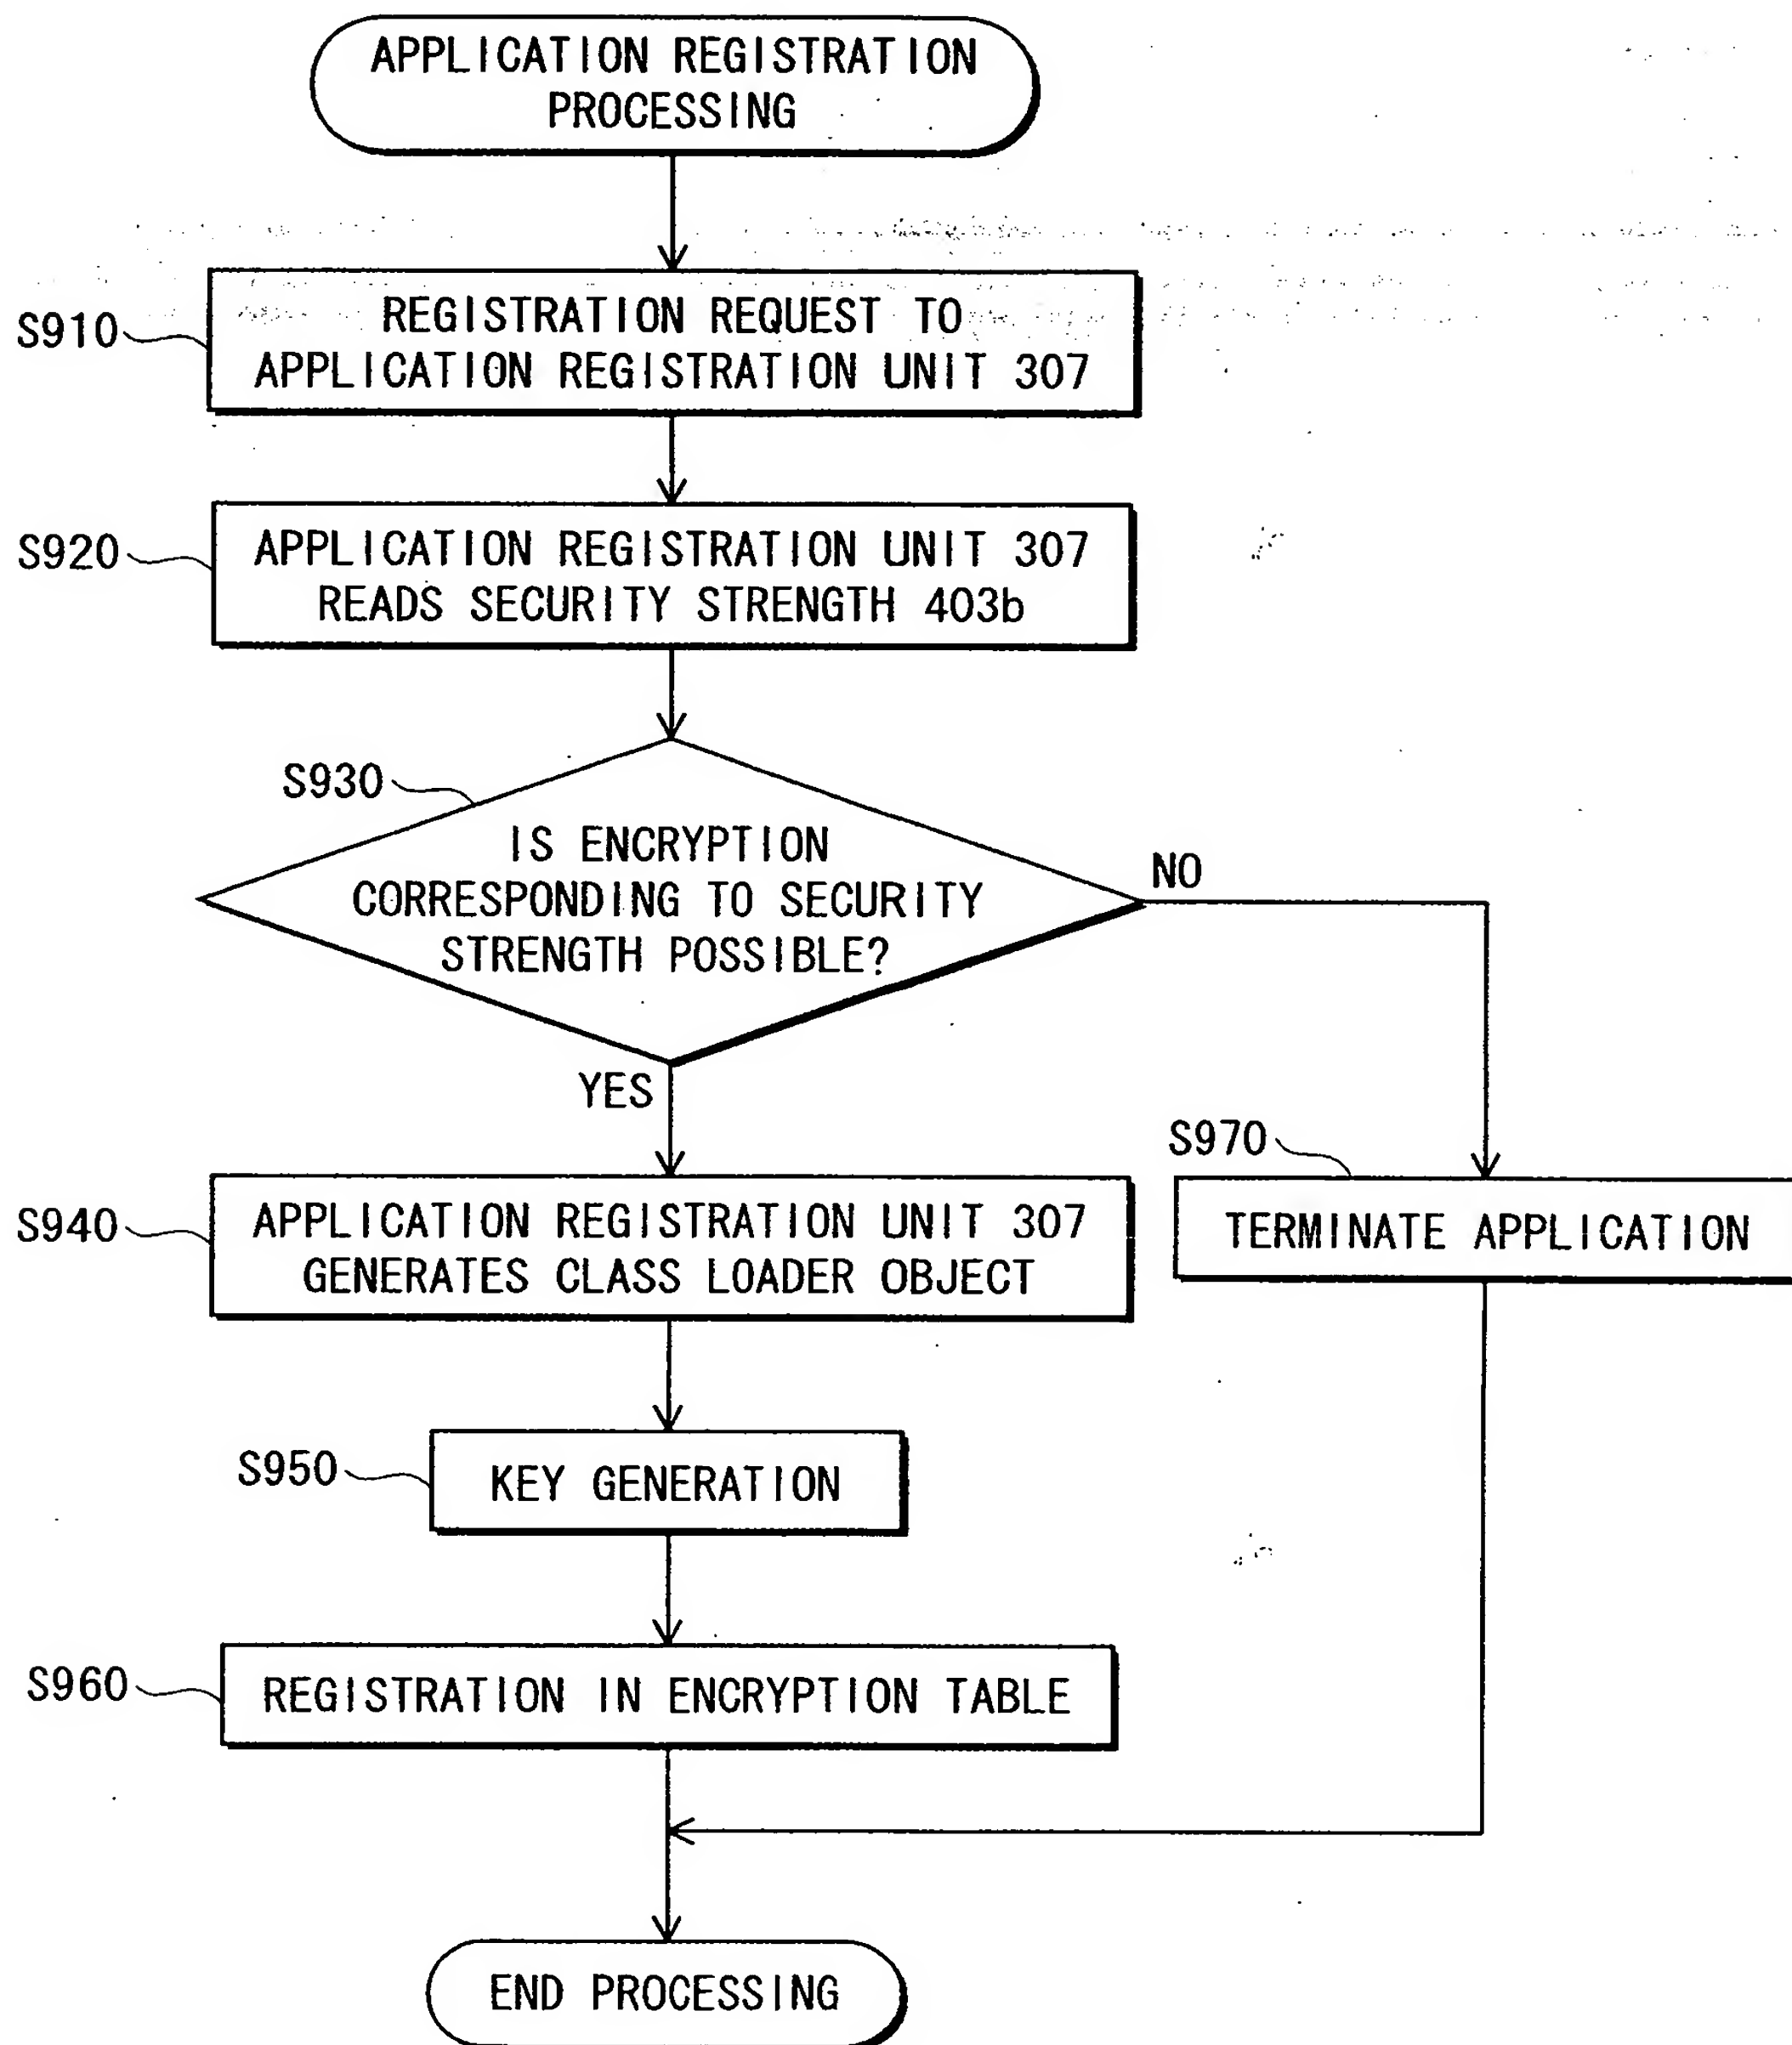 APPLICATION REGISTRATION
PROCESSING
S910
REGISTRATION REQUEST TO
APPLICATION REGISTRATION UNIT 307
S920
APPLICATION REGISTRATION UNIT 307
READS SECURITY STRENGTH 403b
S930
IS ENCRYPTION
CORRESPONDING TO SECURITY
STRENGTH POSSIBLE?
NO
YES
S940
APPLICATION REGISTRATION UNIT 307
GENERATES CLASS LOADER OBJECT
S970
TERMINATE APPLICATION
S950
KEY GENERATION
S960
REGISTRATION IN ENCRYPTION TABLE
END PROCESSING